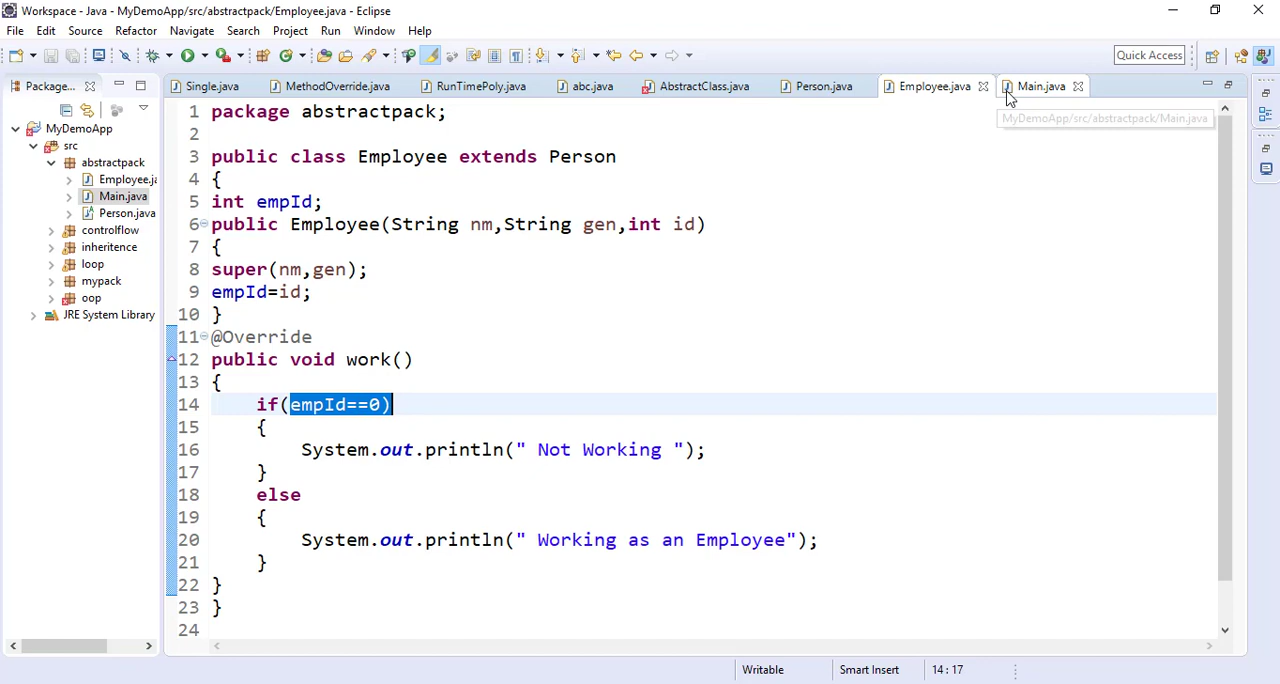 Workspace - Java - MyDemoApp/src/abstractpack/Employee.java - Eclipse
File Edit Source Refactor Navigate Search Project Run Window Help
Quick Access
Package...
Single.java MethodOverride.java RunTimePoly.java abc.java AbstractClass.java Person.java Employee.java Main.java
MyDemoApp/src/abstractpack/Main.java
MyDemoApp
src
abstractpack
Employee.ja
Main.java
Person.java
controlflow
inheritence
loop
mypack
oop
JRE System Library
1 package abstractpack;
2
3 public class Employee extends Person
4 {
5 int empId;
6 public Employee(String nm,String gen,int id)
7 {
8 super(nm,gen);
9 empId=id;
10 }
11 @Override
12 public void work()
13 {
14 if(empId==0)
15 {
16 System.out.println(" Not Working ");
17 }
18 else
19 {
20 System.out.println(" Working as an Employee");
21 }
22 }
23 }
24
Writable Smart Insert 14 : 17